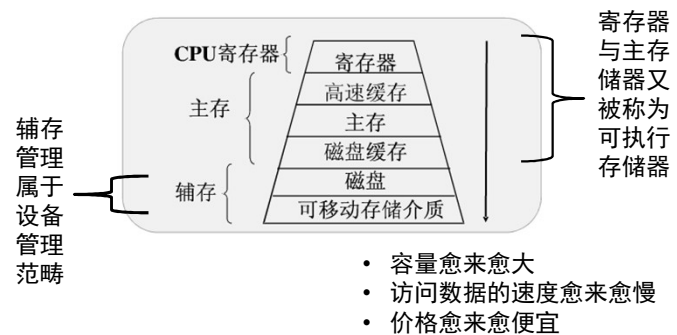 寄存器
与主存
储器又
被称为
可执行
存储器
CPU寄存器
寄存器
高速缓存
主存
主存
磁盘缓存
辅存
磁盘
可移动存储介质
辅存
管理
属于
设备
管理
范畴
• 容量愈来愈大
• 访问数据的速度愈来愈慢
• 价格愈来愈便宜